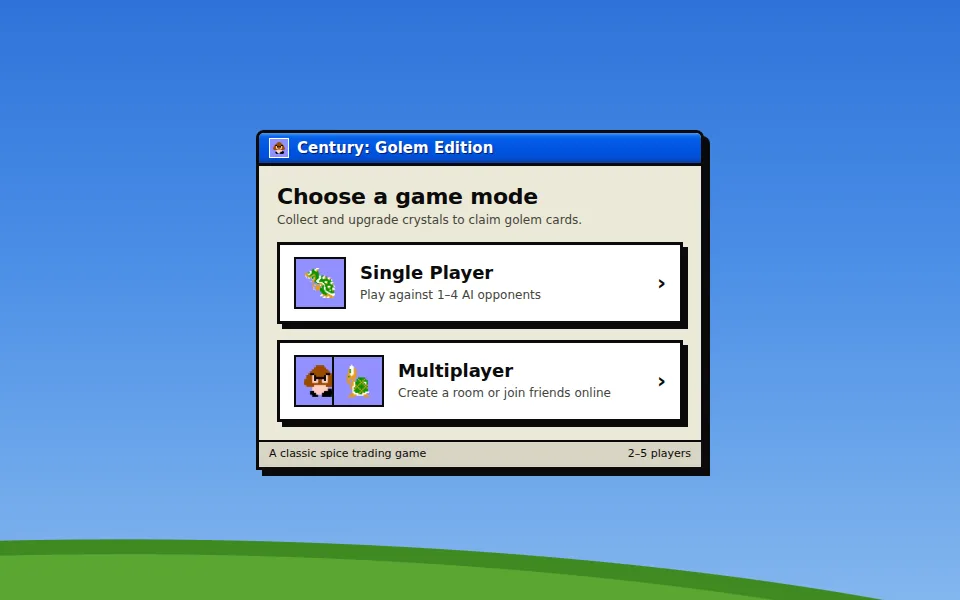 Century: Golem Edition
Choose a game mode
Collect and upgrade crystals to claim golem cards.
Single Player
Play against 1–4 AI opponents
›
Multiplayer
Create a room or join friends online
›
A classic spice trading game
2–5 players